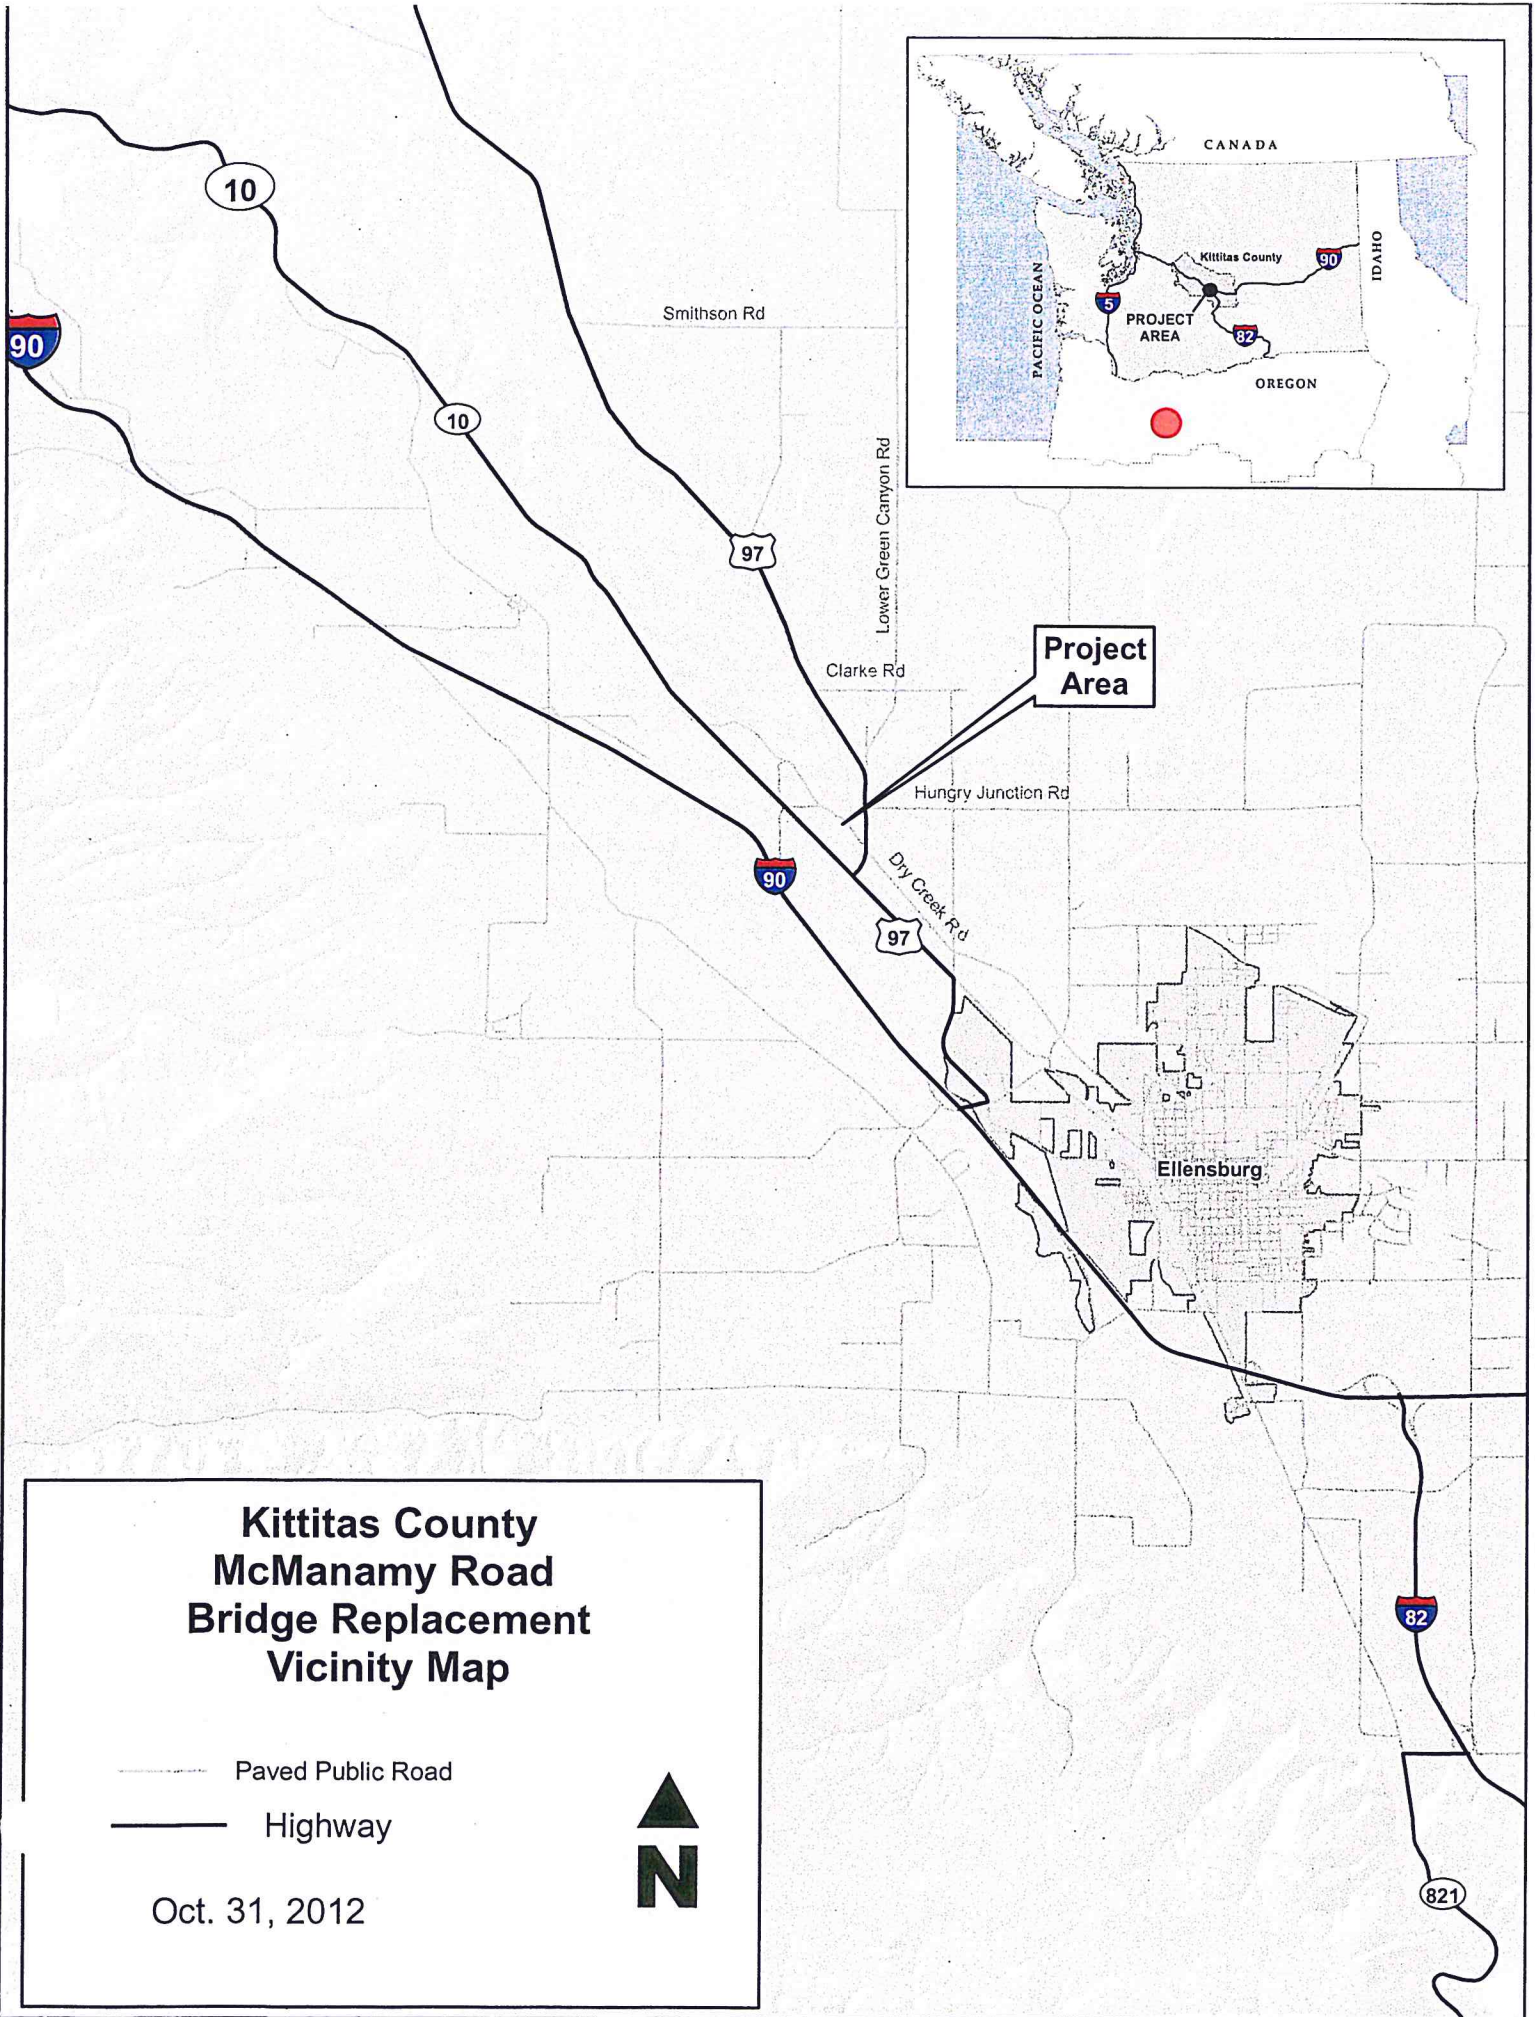 10
90
Smithson Rd
10
97
Lower Green Canyon Rd
CANADA
Kittitas County
90
IDAHO
PACIFIC OCEAN
5
PROJECT
AREA
82
OREGON
Project
Area
Clarke Rd
Hungry Junction Rd
Dry Creek Rd
90
97
Ellensburg
82
821
Kittitas County
McManamy Road
Bridge Replacement
Vicinity Map
Paved Public Road
Highway
N
Oct. 31, 2012